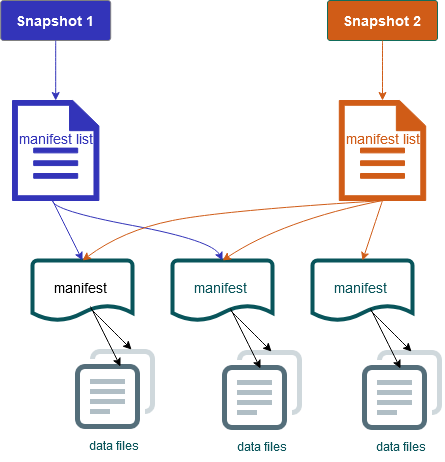 Snapshot 1
Snapshot 2
manifest list
manifest list
manifest
manifest
manifest
data files
data files
data files